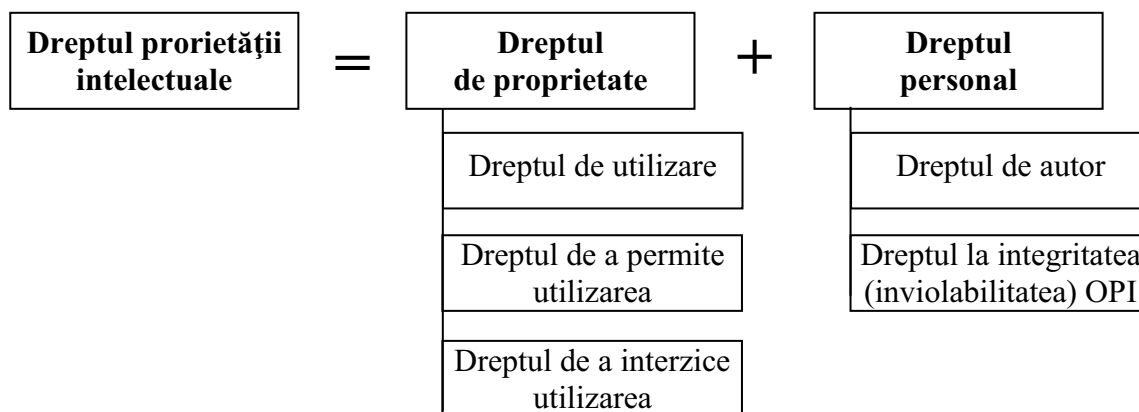 Dreptul prorietăţii
intelectuale
=
Dreptul
de proprietate
+
Dreptul
personal
Dreptul de utilizare
Dreptul de a permite
utilizarea
Dreptul de a interzice
utilizarea
Dreptul de autor
Dreptul la integritatea
(inviolabilitatea) OPI